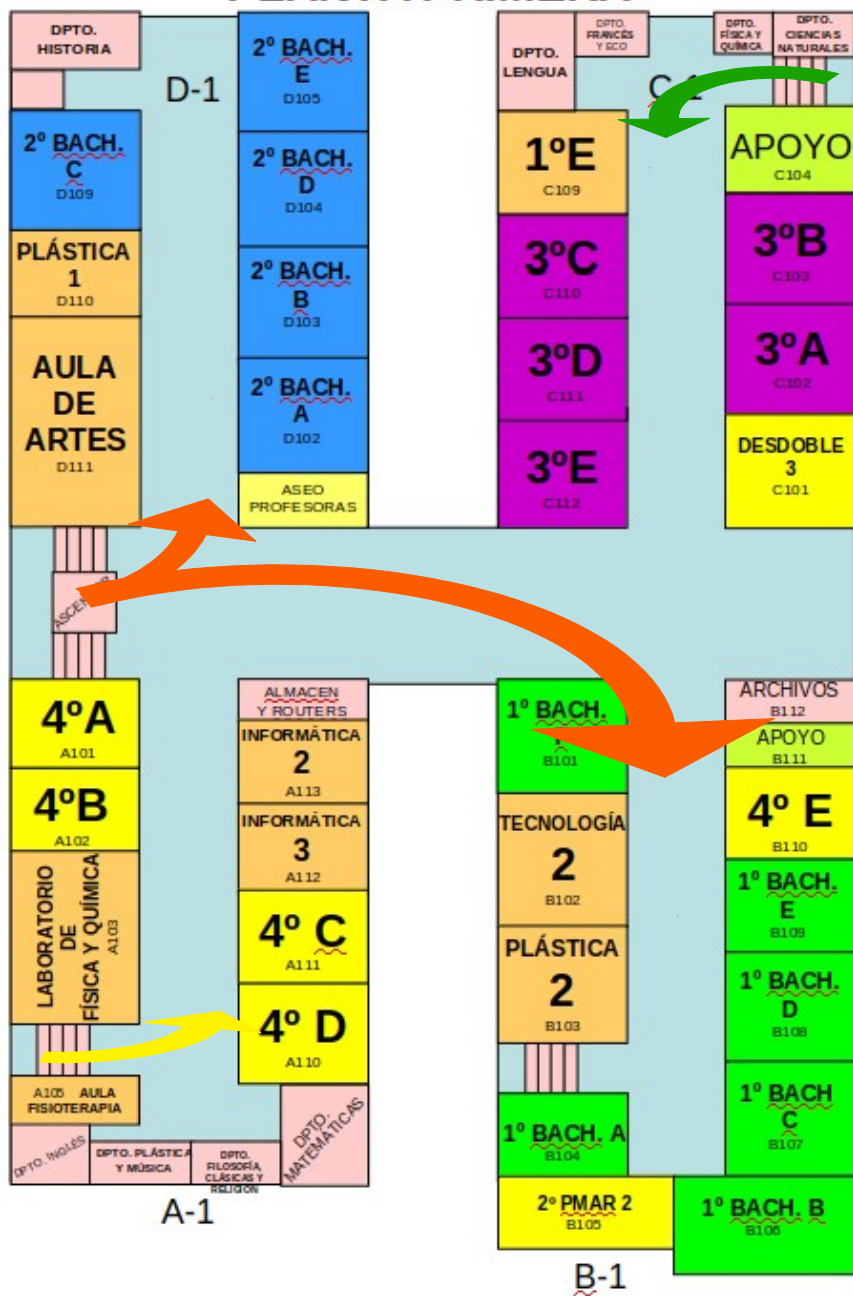 DPTO.
HISTORIA
D-1
2º BACH.
E
D105
2º BACH.
C
D109
2º BACH.
D
D104
PLÁSTICA
1
D110
2º BACH.
B
D103
AULA
DE
ARTES
D111
2º BACH.
A
D102
ASEO
PROFESORAS
DPTO.
LENGUA
DPTO.
FRANCÉS
Y ECO
DPTO.
FÍSICA Y
QUÍMICA
DPTO.
CIENCIAS
NATURALES
1ºE
C109
APOYO
C104
3ºC
C110
3ºB
C103
3ºD
C111
3ºA
C102
3ºE
C112
DESDOBLE
3
C101
4ºA
A101
4ºB
A102
LABORATORIO
DE
FÍSICA Y QUÍMICA
A103
ALMACEN
Y ROUTERS
INFORMÁTICA
2
A113
INFORMÁTICA
3
A112
4º C
A111
4º D
A110
A105 AULA
FISIOTERAPIA
DPTO. INGLÉS
DPTO. PLÁSTICA
Y MÚSICA
DPTO.
FILOSOFÍA,
CLÁSICAS Y
RELIGIÓN
DPTO.
MATEMÁTICAS
A-1
1º BACH.
B101
ARCHIVOS
B112
APOYO
B111
TECNOLOGÍA
2
B102
4º E
B110
PLÁSTICA
2
B103
1º BACH.
E
B109
1º BACH.
D
B108
1º BACH. A
B104
1º BACH
C
B107
2º PMAR 2
B105
1º BACH. B
B106
B-1